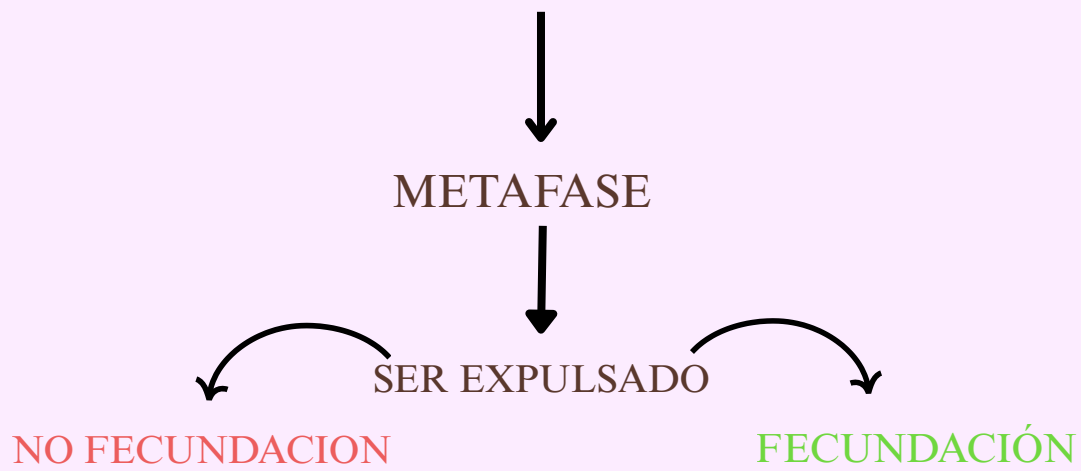 METAFASE
SER EXPULSADO
NO FECUNDACION
FECUNDACIÓN